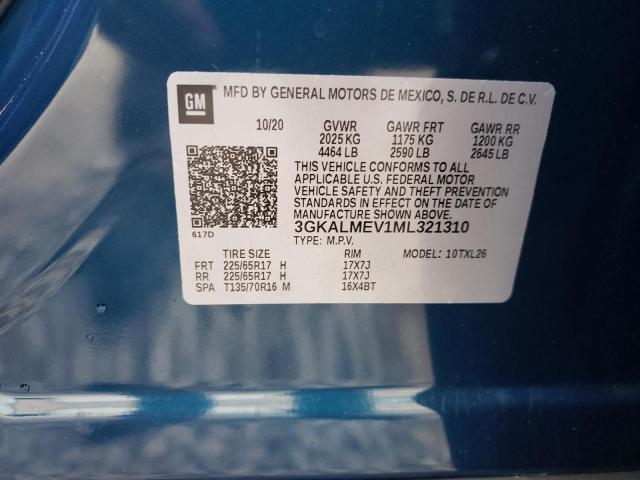 GM
MFD BY GENERAL MOTORS DE MEXICO, S. DE R.L. DE C.V.
10/20 GVWR GAWR FRT GAWR RR
2025 KG 1175 KG 1200 KG
4464 LB 2590 LB 2645 LB
THIS VEHICLE CONFORMS TO ALL
APPLICABLE U.S. FEDERAL MOTOR
VEHICLE SAFETY AND THEFT PREVENTION
STANDARDS IN EFFECT ON THE DATE OF
MANUFACTURE SHOWN ABOVE.
3GKALMEV1ML321310
617D
TYPE: M.P.V. MODEL: 10TXL26
TIRE SIZE RIM
FRT 225/65R17 H 17X7J
RR 225/65R17 H 17X7J
SPA T135/70R16 M 16X4BT